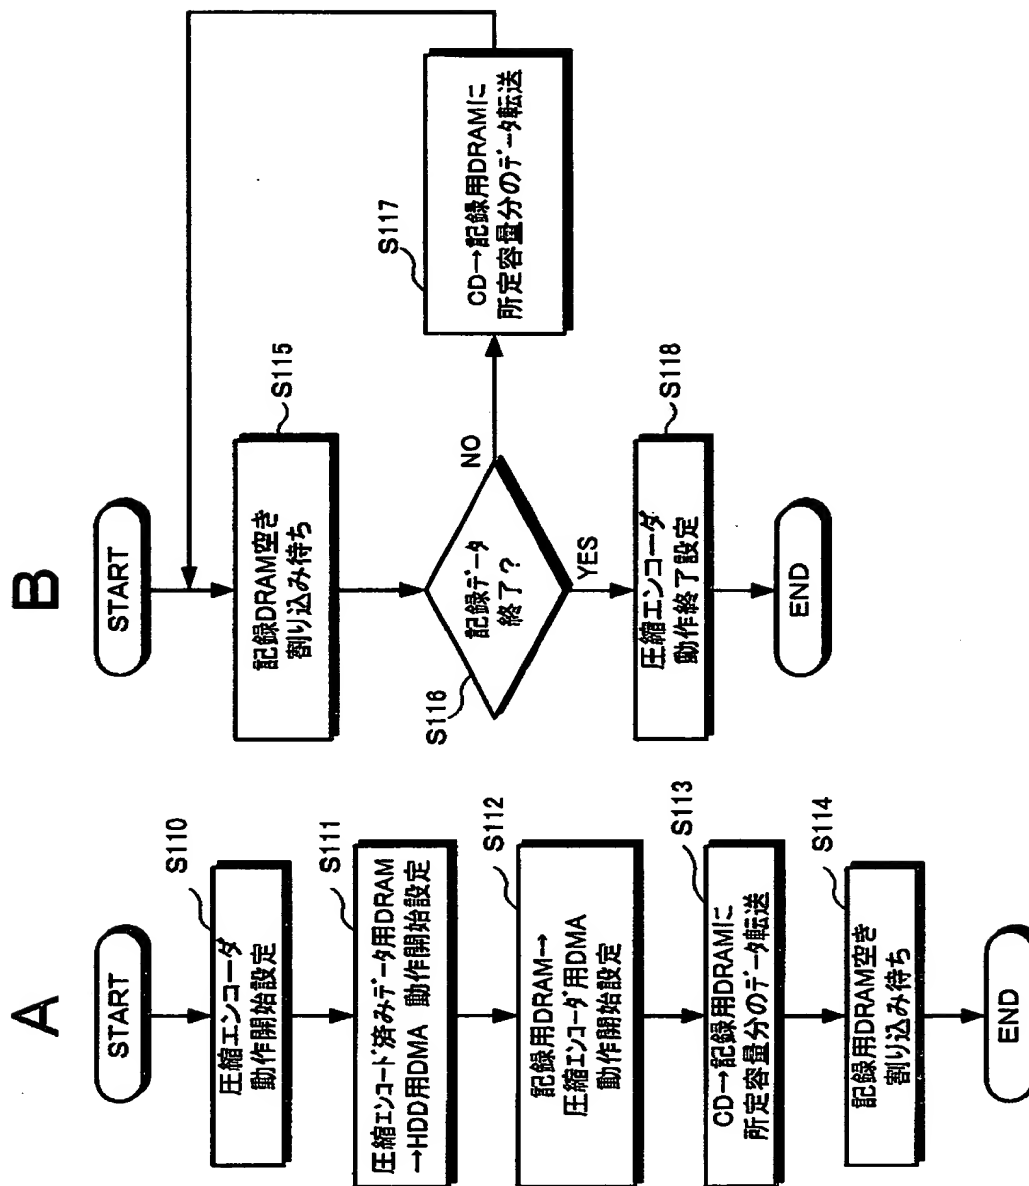 A
START
S110
圧縮エンコーダ
動作開始設定
S111
圧縮エンコード済みデータ用DRAM
→HDD用DMA 動作開始設定
S112
記録用DRAM→
圧縮エンコーダ用DMA
動作開始設定
S113
CD→記録用DRAMに
所定容量分のデータ転送
S114
記録用DRAM空き
割り込み待ち
END
B
START
S115
記録DRAM空き
割り込み待ち
S116
記録データ
終了?
NO
YES
S117
CD→記録用DRAMに
所定容量分のデータ転送
S118
圧縮エンコーダ
動作終了設定
END